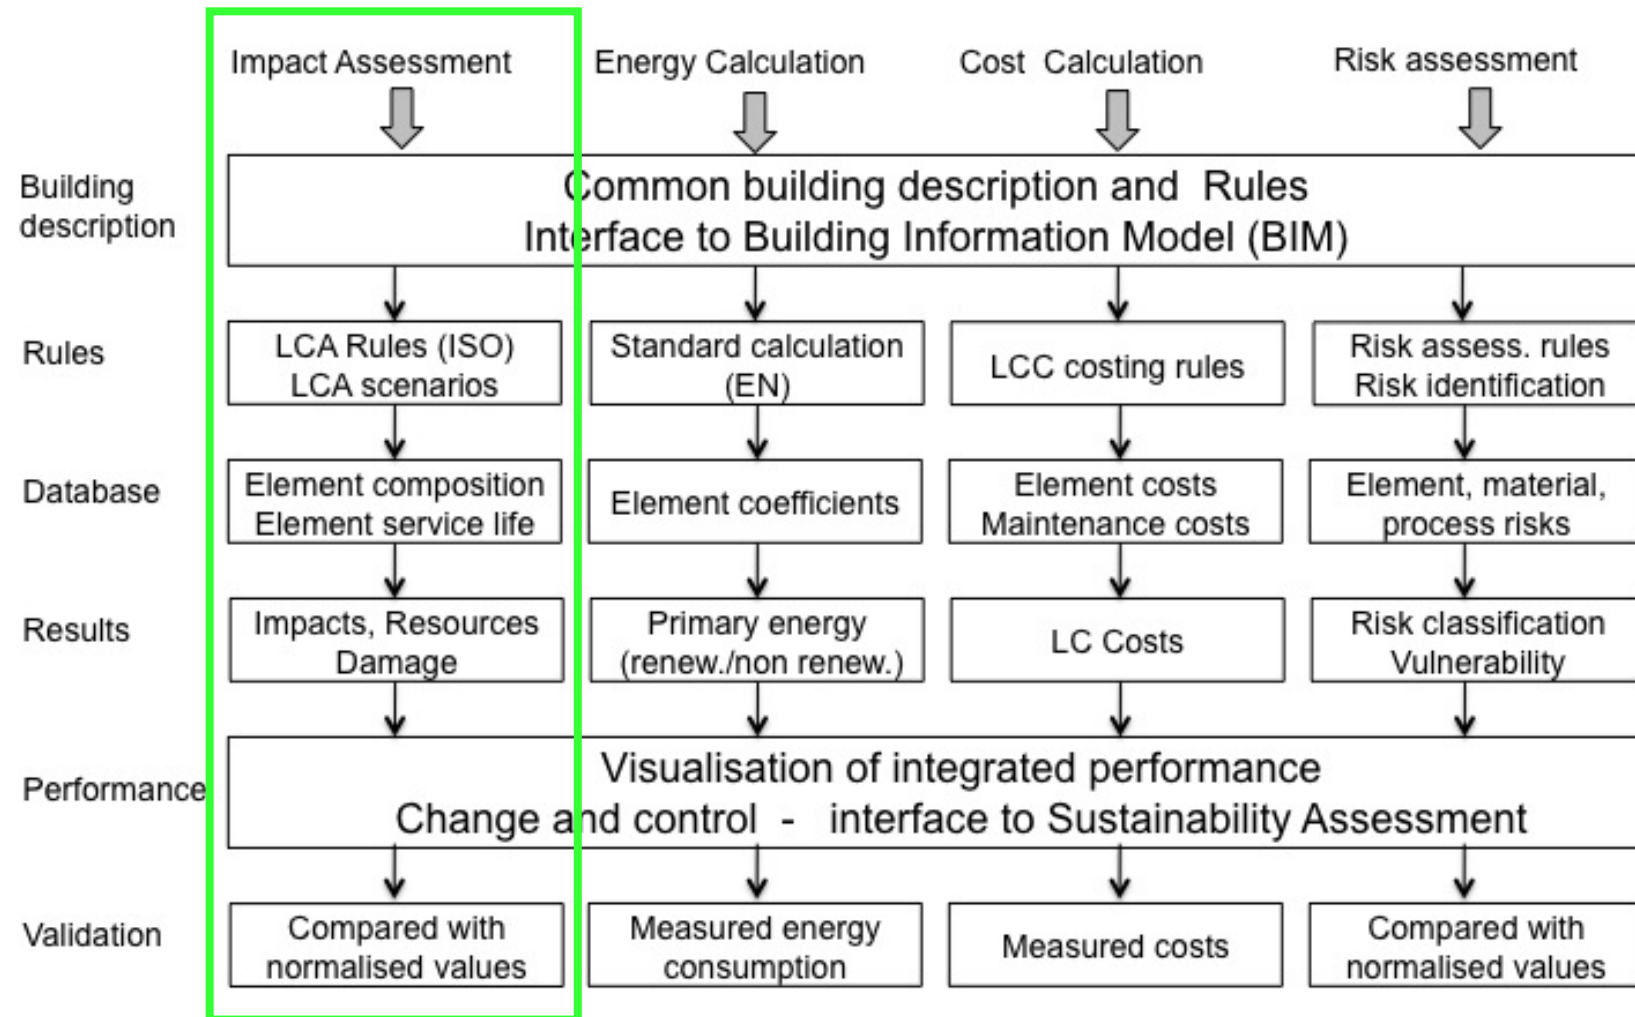 Impact Assessment
Energy Calculation
Cost Calculation
Risk assessment
Building
description
Common building description and Rules
Interface to Building Information Model (BIM)
Rules
LCA Rules (ISO)
LCA scenarios
Standard calculation
(EN)
LCC costing rules
Risk assess. rules
Risk identification
Database
Element composition
Element service life
Element coefficients
Element costs
Maintenance costs
Element, material,
process risks
Results
Impacts, Resources
Damage
Primary energy
(renew./non renew.)
LC Costs
Risk classification
Vulnerability
Performance
Visualisation of integrated performance
Change and control - interface to Sustainability Assessment
Validation
Compared with
normalised values
Measured energy
consumption
Measured costs
Compared with
normalised values